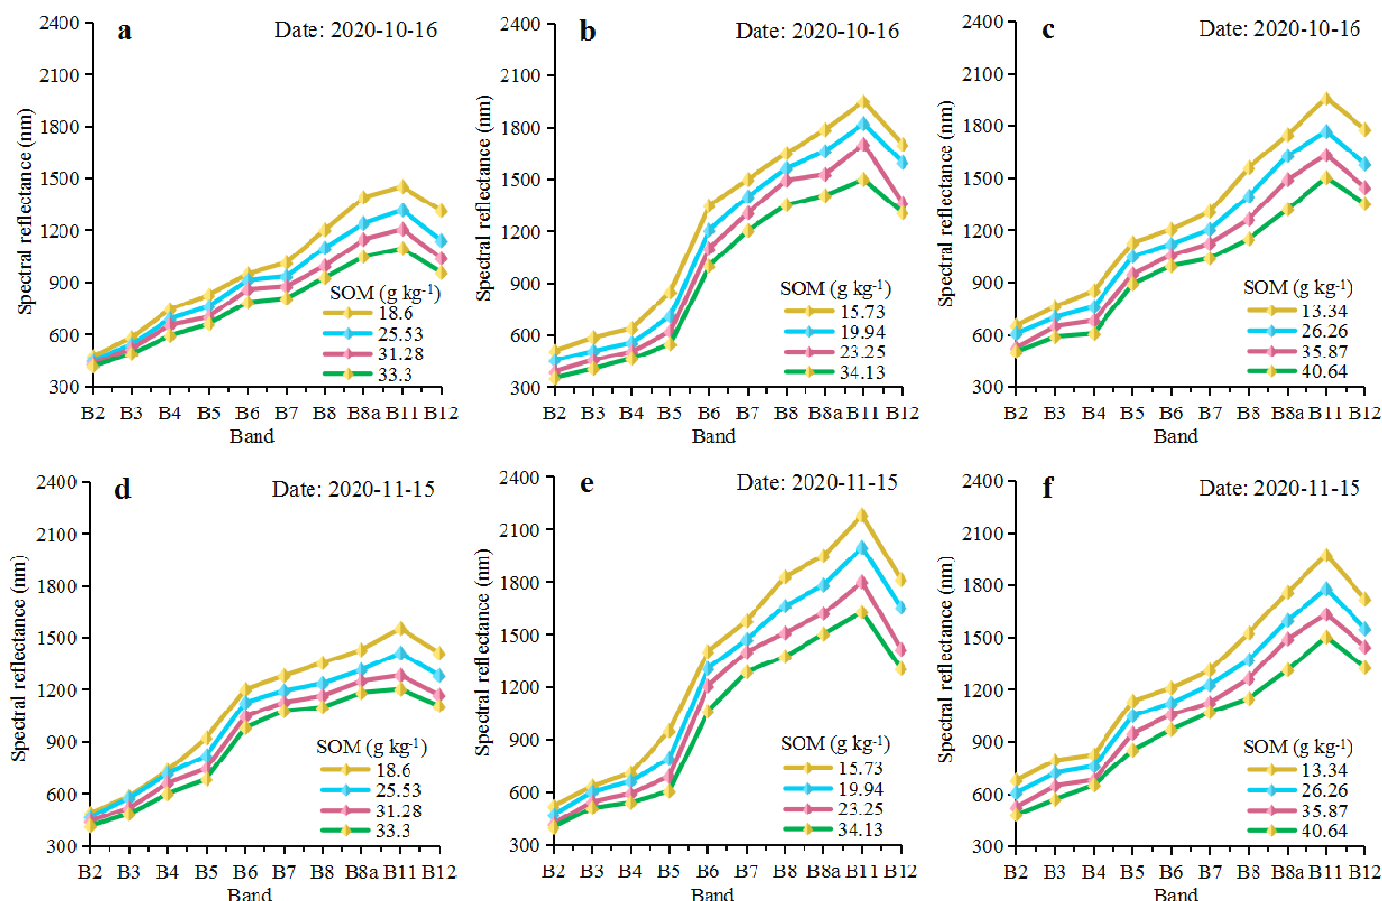 a
Date: 2020-10-16
2400
2100
1800
1500
1200
900
600
300
Spectral reflectance (nm)
SOM (g kg-1)
18.6
25.53
31.28
33.3
B2 B3 B4 B5 B6 B7 B8 B8a B11 B12
Band
b
Date: 2020-10-16
2400
2100
1800
1500
1200
900
600
300
Spectral reflectance (nm)
SOM (g kg-1)
15.73
19.94
23.25
34.13
B2 B3 B4 B5 B6 B7 B8 B8a B11 B12
Band
c
Date: 2020-10-16
2400
2100
1800
1500
1200
900
600
300
Spectral reflectance (nm)
SOM (g kg-1)
13.34
26.26
35.87
40.64
B2 B3 B4 B5 B6 B7 B8 B8a B11 B12
Band
d
Date: 2020-11-15
2400
2100
1800
1500
1200
900
600
300
Spectral reflectance (nm)
SOM (g kg-1)
18.6
25.53
31.28
33.3
B2 B3 B4 B5 B6 B7 B8 B8a B11 B12
Band
e
Date: 2020-11-15
2400
2100
1800
1500
1200
900
600
300
Spectral reflectance (nm)
SOM (g kg-1)
15.73
19.94
23.25
34.13
B2 B3 B4 B5 B6 B7 B8 B8a B11 B12
Band
f
Date: 2020-11-15
2400
2100
1800
1500
1200
900
600
300
Spectral reflectance (nm)
SOM (g kg-1)
13.34
26.26
35.87
40.64
B2 B3 B4 B5 B6 B7 B8 B8a B11 B12
Band